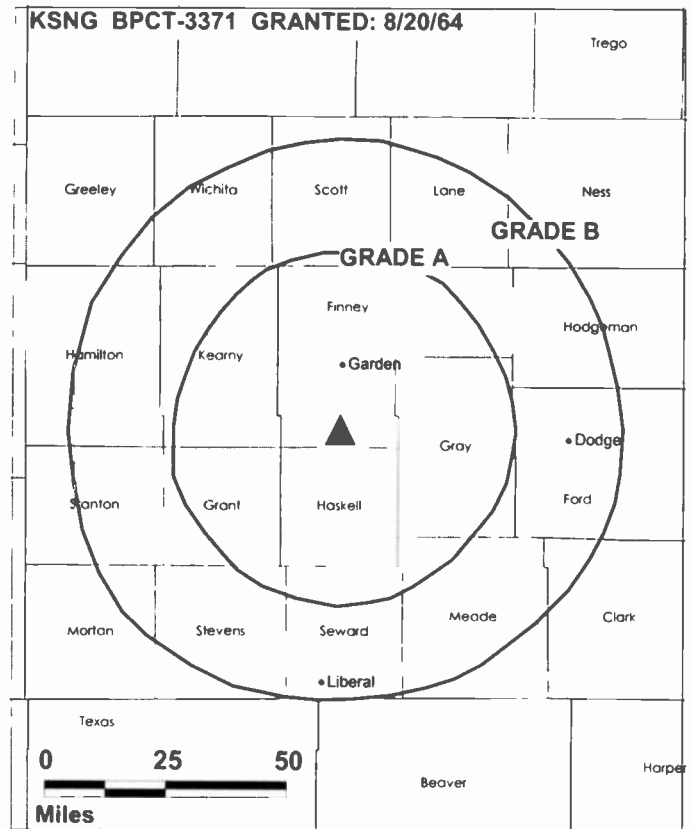 KSNG BPCT-3371 GRANTED: 8/20/64
Trego
Greeley
Wichita
Scott
Lane
Ness
GRADE B
GRADE A
Finney
Hodgeman
Hamilton
Kearny
•Garden
Gray
•Dodge
Stanton
Grant
Haskell
Ford
Mortan
Stevens
Seward
Meade
Clark
•Liberal
Texas
0 25 50
Miles
Beaver
Harper